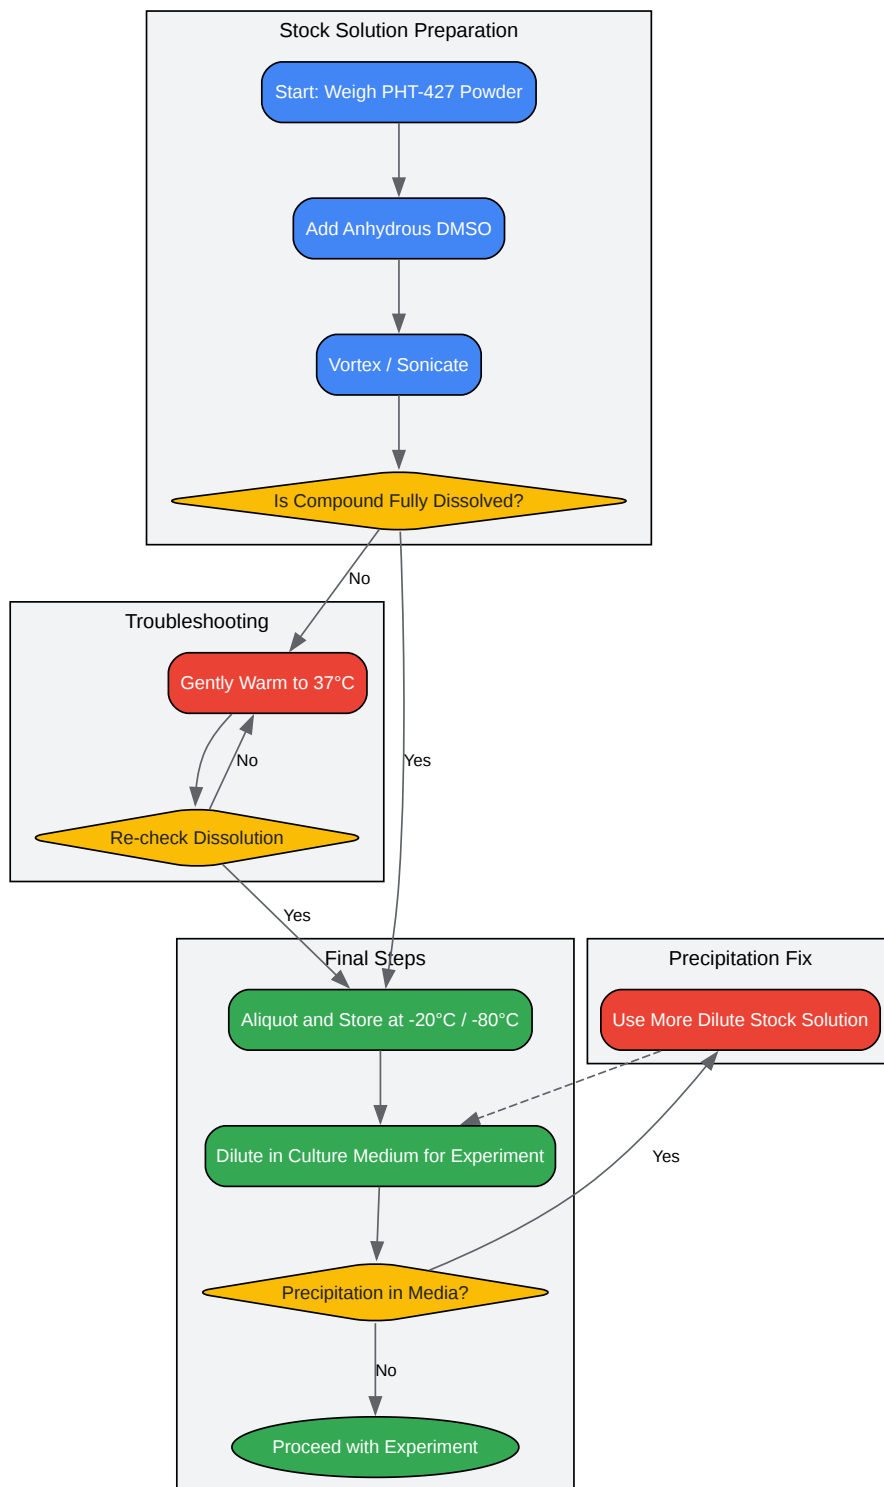 Stock Solution Preparation
Start: Weigh PHT-427 Powder
Add Anhydrous DMSO
Vortex / Sonicate
Is Compound Fully Dissolved?
No
Troubleshooting
Gently Warm to 37°C
No
Yes
Re-check Dissolution
Yes
Final Steps
Precipitation Fix
Aliquot and Store at -20°C / -80°C
Use More Dilute Stock Solution
Dilute in Culture Medium for Experiment
Yes
Precipitation in Media?
No
Proceed with Experiment